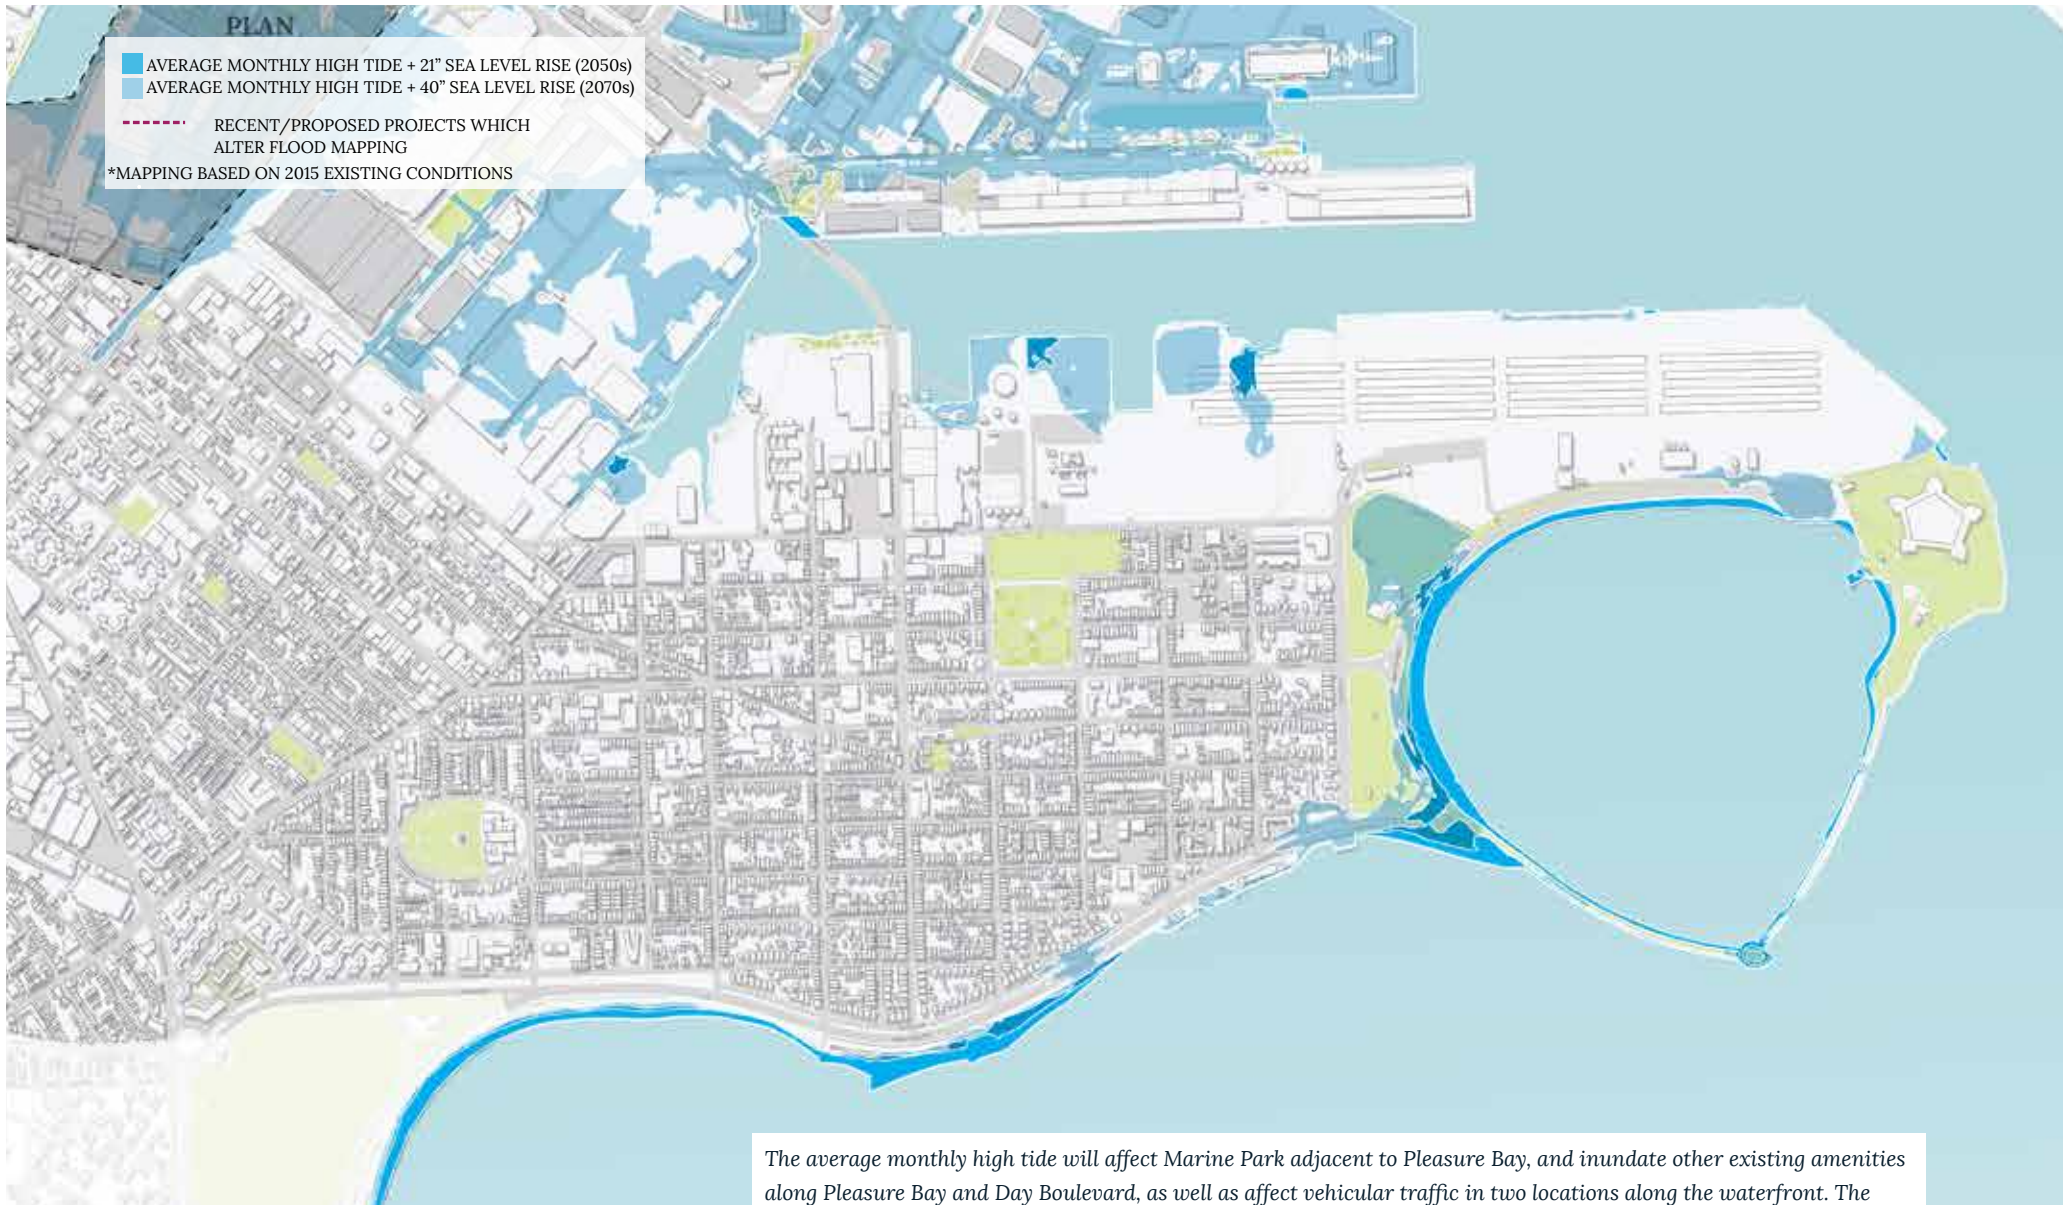 PLAN
AVERAGE MONTHLY HIGH TIDE + 21” SEA LEVEL RISE (2050s)
AVERAGE MONTHLY HIGH TIDE + 40” SEA LEVEL RISE (2070s)
RECENT/PROPOSED PROJECTS WHICH
ALTER FLOOD MAPPING
*MAPPING BASED ON 2015 EXISTING CONDITIONS
The average monthly high tide will affect Marine Park adjacent to Pleasure Bay, and inundate other existing amenities
along Pleasure Bay and Day Boulevard, as well as affect vehicular traffic in two locations along the waterfront. The